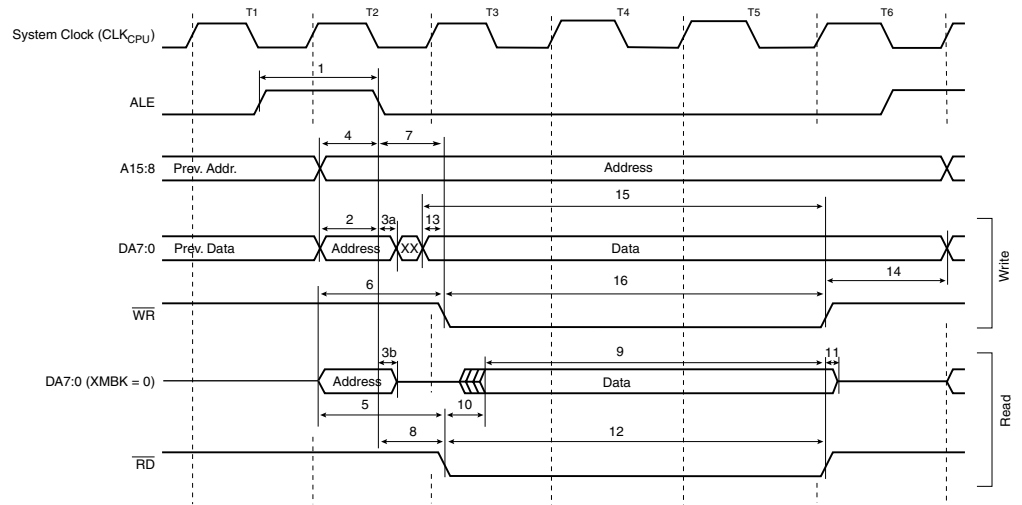 T1 T2 T3 T4 T5 T6
System Clock (CLKCPU)
1
ALE
4 7
A15:8 Prev. Addr. Address
15
2 3a 13
DA7:0 Prev. Data Address XX Data
14
6 16
WR
Write
3b 9 11
DA7:0 (XMBK = 0) Address Data
5 10
Read
8 12
RD